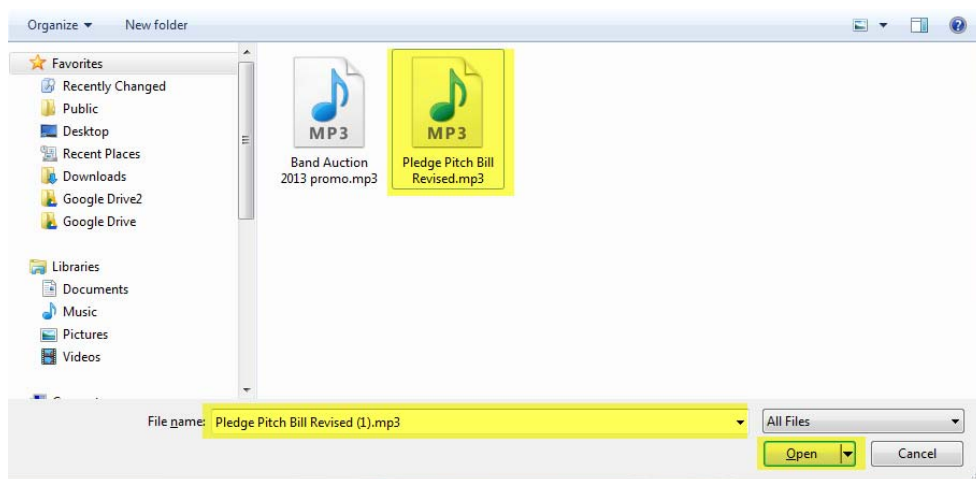 Organize New folder
Favorites
Recently Changed
Public
Desktop
Recent Places
Downloads
Google Drive2
Google Drive
Libraries
Documents
Music
Pictures
Videos
MP3
Band Auction
2013 promo.mp3
MP3
Pledge Pitch Bill
Revised.mp3
File name: Pledge Pitch Bill Revised (1).mp3
All Files
Open Cancel